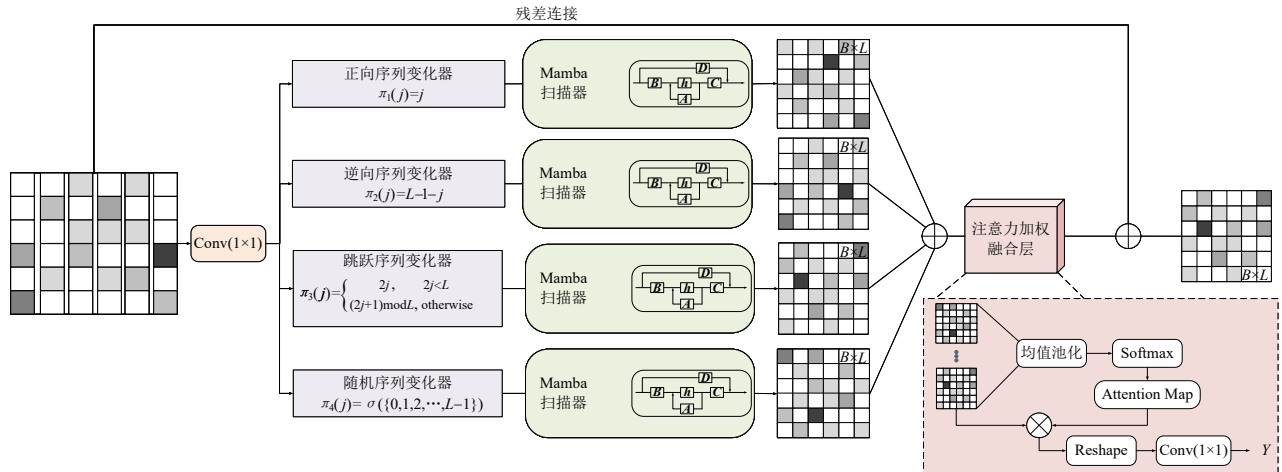 残差连接
Conv(1×1)
正向序列变化器
π₁(j)=j
Mamba
扫描器
D
B
h
C
A
B×L
逆向序列变化器
π₂(j)=L-1-j
Mamba
扫描器
D
B
h
C
A
B×L
跳跃序列变化器
π₃(j)={ 2j, 2j<L
(2j+1)modL, otherwise
Mamba
扫描器
D
B
h
C
A
B×L
随机序列变化器
π₄(j)= σ({0,1,2,⋯,L-1})
Mamba
扫描器
D
B
h
C
A
B×L
注意力加权
融合层
B×L
均值池化
Softmax
Attention Map
Reshape
Conv(1×1)
Y